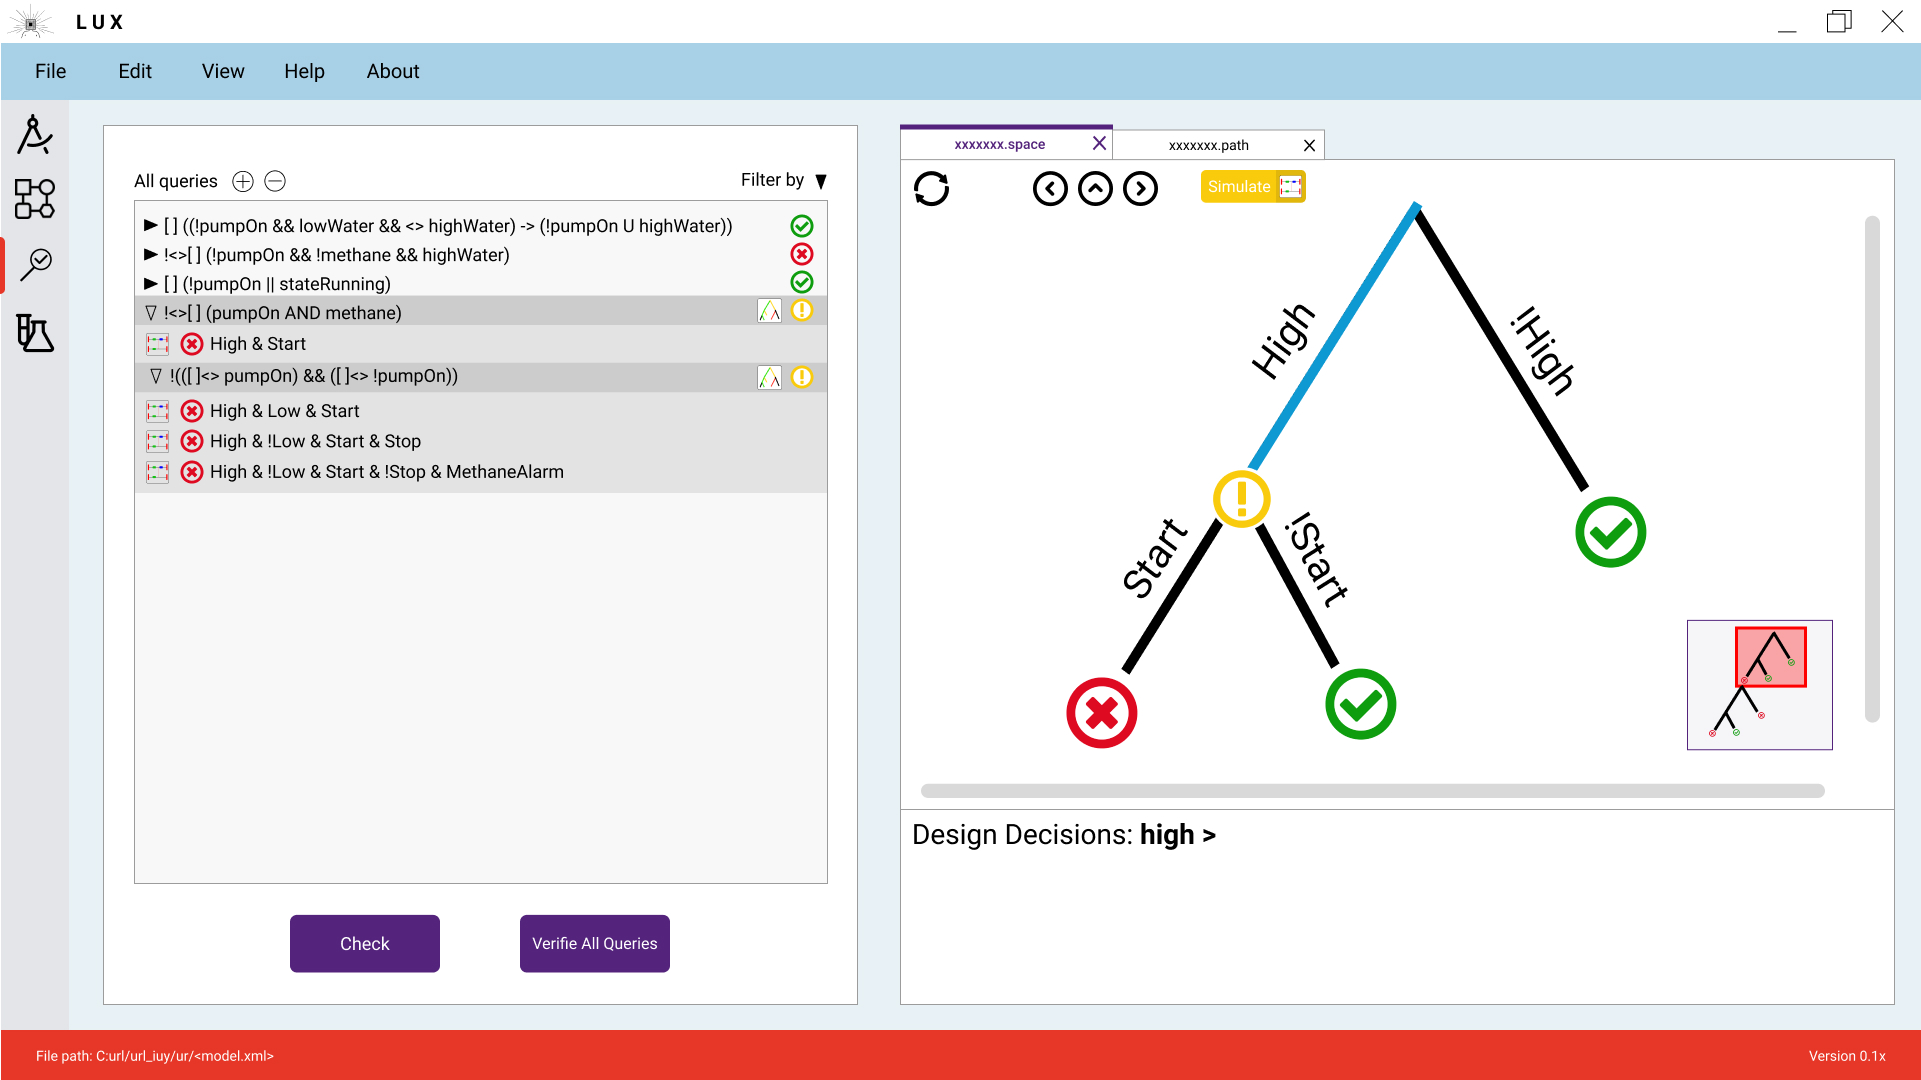 LUX
File Edit View Help About
All queries
Filter by
[ ] ((!pumpOn && lowWater && <> highWater) -> (!pumpOn U highWater))
!<>[ ] (!pumpOn && !methane && highWater)
[ ] (!pumpOn || stateRunning)
!<>[ ] (pumpOn AND methane)
High & Start
!(([ ]<> pumpOn) && ([ ]<> !pumpOn))
High & Low & Start
High & !Low & Start & Stop
High & !Low & Start & !Stop & MethaneAlarm
Check
Verifie All Queries
xxxxxxx.space
xxxxxxx.path
Simulate
High
!High
Start
!Start
Design Decisions: high >
File path: C:url/url_iuy/ur/<model.xml>
Version 0.1x